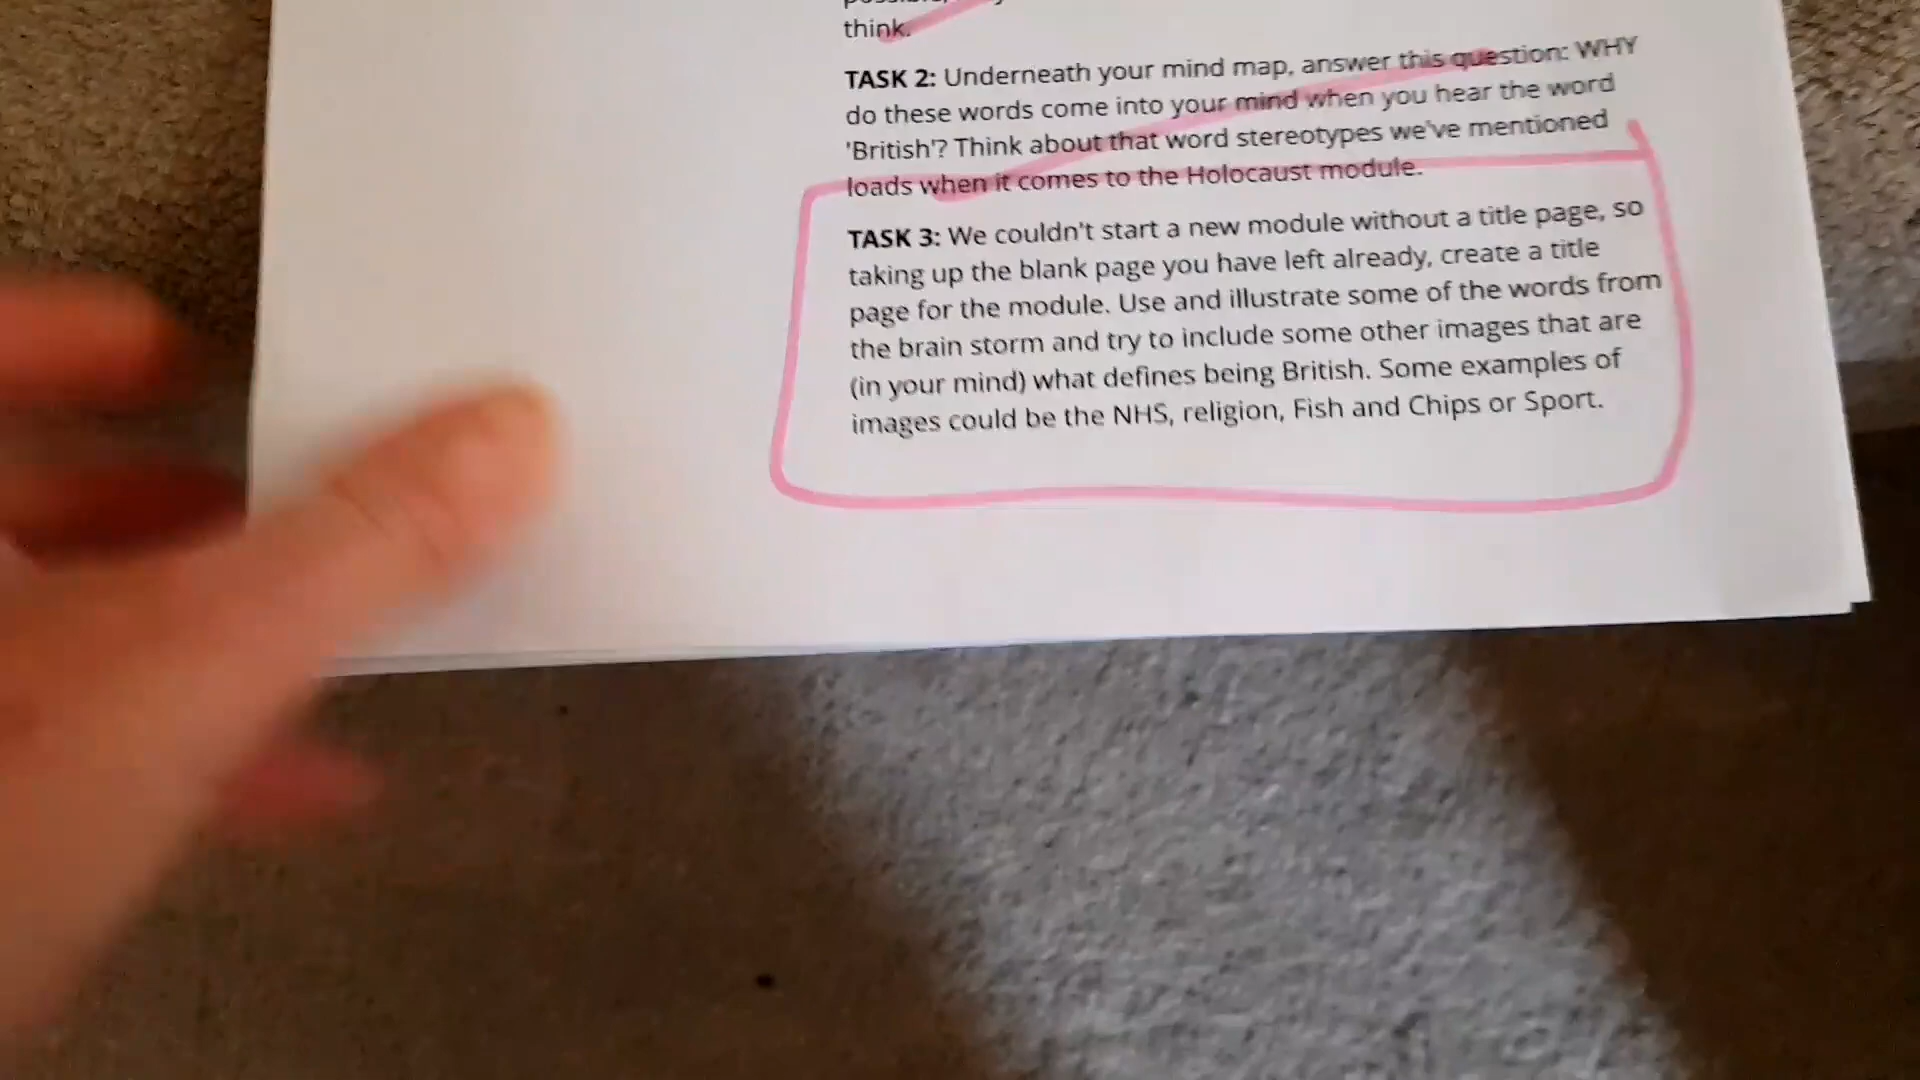 think.
TASK 2: Underneath your mind map, answer this question: WHY
do these words come into your mind when you hear the word
'British'? Think about that word stereotypes we've mentioned
loads when it comes to the Holocaust module.
TASK 3: We couldn't start a new module without a title page, so
taking up the blank page you have left already, create a title
page for the module. Use and illustrate some of the words from
the brain storm and try to include some other images that are
(in your mind) what defines being British. Some examples of
images could be the NHS, religion, Fish and Chips or Sport.